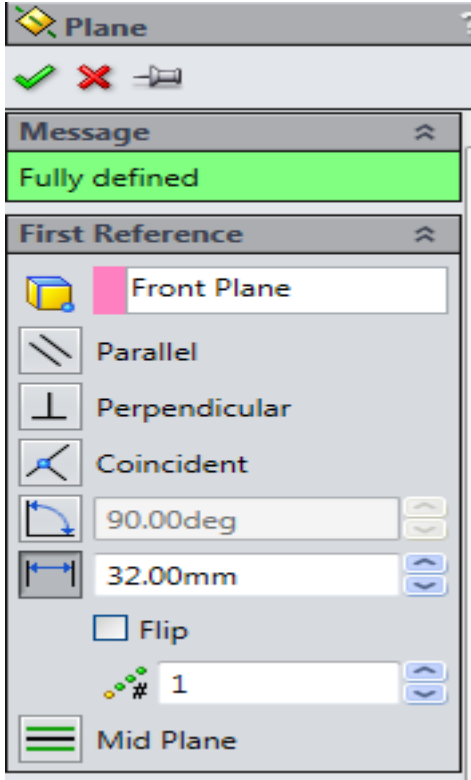 Plane
Message
Fully defined
First Reference
Front Plane
Parallel
Perpendicular
Coincident
90.00deg
32.00mm
Flip
# 1
Mid Plane